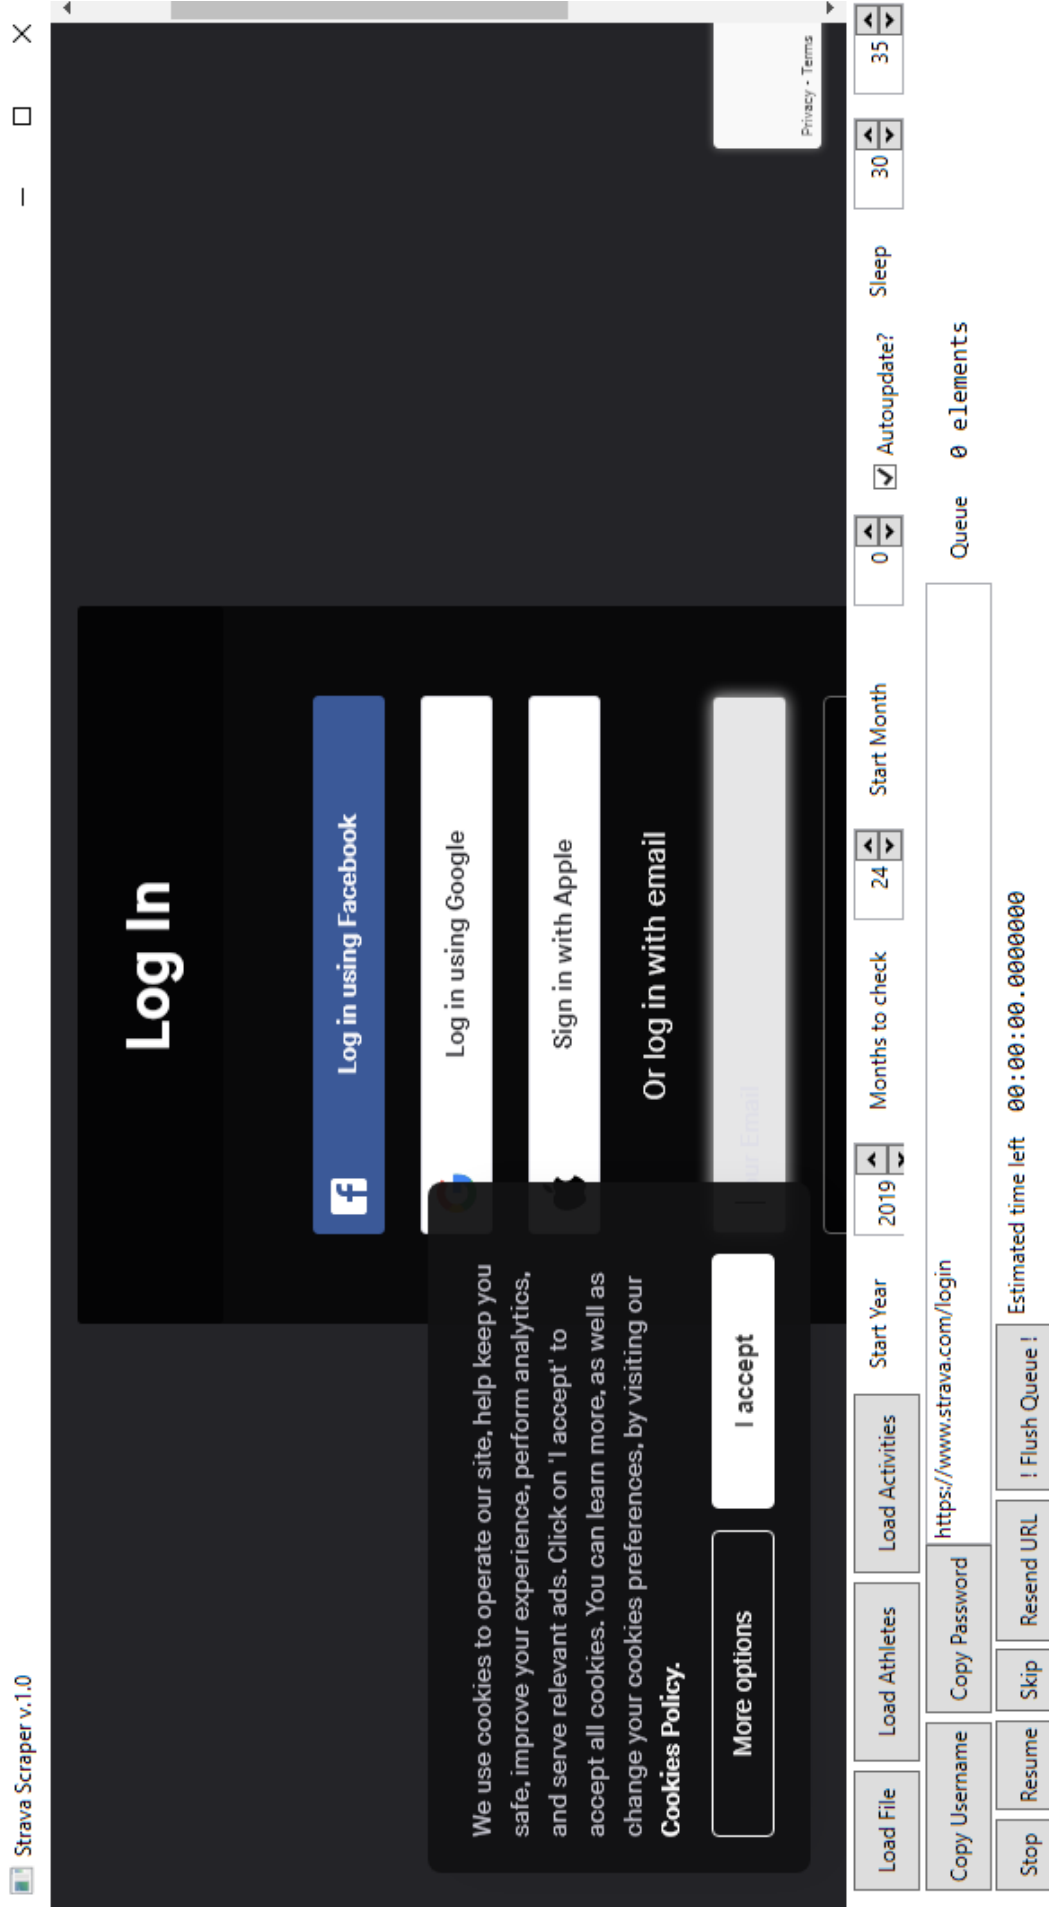 Strava Scraper v.1.0
Log In
Log in using Facebook
Log in using Google
Sign in with Apple
Or log in with email
ur Email
We use cookies to operate our site, help keep you
safe, improve your experience, perform analytics,
and serve relevant ads. Click on 'I accept' to
accept all cookies. You can learn more, as well as
change your cookies preferences, by visiting our
Cookies Policy.
More options
I accept
Privacy - Terms
Load File
Load Athletes
Load Activities
Start Year
2019
Months to check
24
Start Month
0
Autoupdate?
Sleep
30
35
Copy Username
Copy Password
https://www.strava.com/login
Queue
0 elements
Stop
Resume
Skip
Resend URL
! Flush Queue !
Estimated time left
00:00:00.0000000